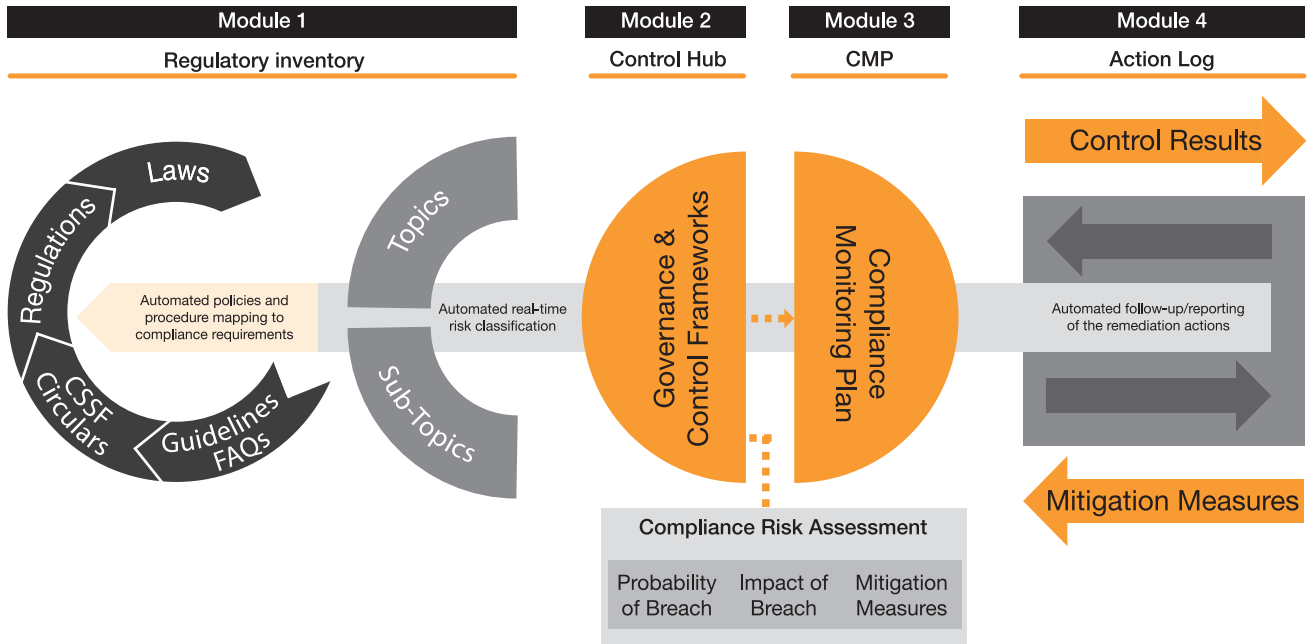 Module 1
Regulatory inventory
Laws
Regulations
CSSF
Circulars
Guidelines
FAQs
Automated policies and
procedure mapping to
compliance requirements
Topics
Sub-Topics
Automated real-time
risk classification
Module 2
Control Hub
Governance &
Control Frameworks
Module 3
CMP
Compliance
Monitoring Plan
Compliance Risk Assessment
Probability
of Breach
Impact of
Breach
Mitigation
Measures
Module 4
Action Log
Control Results
Automated follow-up/reporting
of the remediation actions
Mitigation Measures